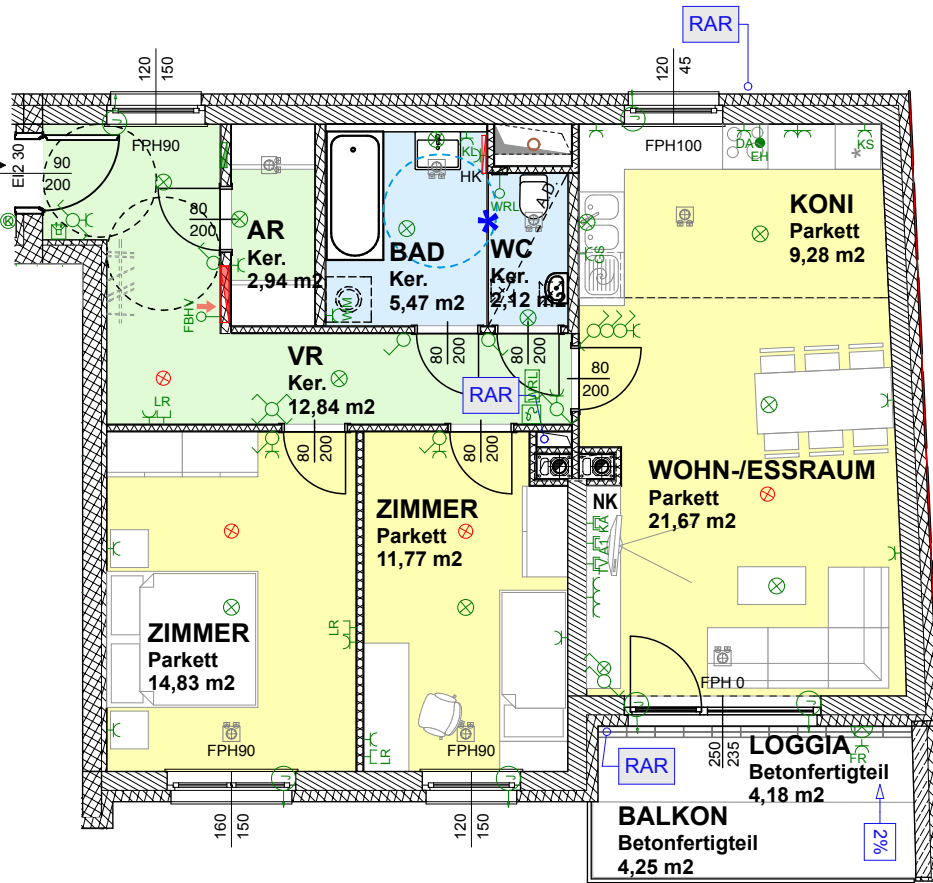 RAR
120
150
120
45
EI2 30
90
200
FPH90
FPH100
DA
EH
KS
KL
HK
WRL
80
200
AR
Ker.
2,94 m2
BAD
Ker.
5,47 m2
WC
Ker.
2,12 m2
A.D.
GS
KONI
Parkett
9,28 m2
FBHV
WM
VR
Ker.
12,84 m2
80
200
80
200
80
200
RAR
WRL
LR
80
200
80
200
ZIMMER
Parkett
11,77 m2
WOHN-/ESSRAUM
Parkett
21,67 m2
NK
KA
A1
V
ZIMMER
Parkett
14,83 m2
LR
LR
FPH90
FPH90
FPH 0
J
J
J
J
J
J
K
RAR
250
235
LOGGIA
Betonfertigteil
4,18 m2
FR
BALKON
Betonfertigteil
4,25 m2
2%
160
150
120
150